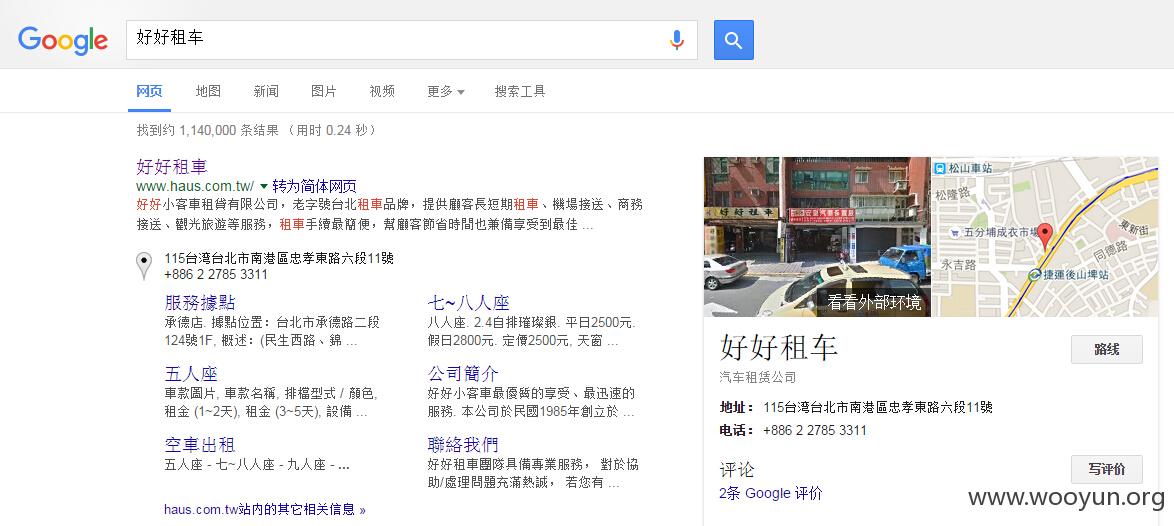 Google
好好租车
网页 地图 新闻 图片 视频 更多 搜索工具
找到约 1,140,000 条结果 (用时 0.24 秒)
好好租車
www.haus.com.tw/ 转为简体网页
好好小客車租賃有限公司，老字號台北租車品牌，提供顧客長短期租車、機場接送、商務
接送、觀光旅遊等服務，租車手續最簡便，幫顧客節省時間也兼備享受到最佳 ...
115台湾台北市南港區忠孝東路六段11號
+886 2 2785 3311
服務據點
承德店. 據點位置：台北市承德路二段
124號1F, 概述：(民生西路、錦 ...
七~八人座
八人座. 2.4自排璀璨銀. 平日2500元.
假日2800元. 定價2500元, 天窗 ...
五人座
車款圖片, 車款名稱, 排檔型式 / 顏色,
租金 (1~2天), 租金 (3~5天), 設備 ...
公司簡介
好好小客車最優質的享受、最迅速的
服務. 本公司於民國1985年創立於 ...
空車出租
五人座 - 七~八人座 - 九人座 - ...
聯絡我們
好好租車團隊具備專業服務， 對於協
助/處理問題充滿熱誠， 若您有 ...
haus.com.tw站内的其它相关信息 »
好好租車
看看外部环境
松山車站
松隆路
五分埔成衣市場
永吉路
東新街
同德路
捷運後山埤站
好好租车
路线
汽车租赁公司
地址： 115台湾台北市南港區忠孝東路六段11號
电话： +886 2 2785 3311
评论
写评价
2条 Google 评价
www.wooyun.org